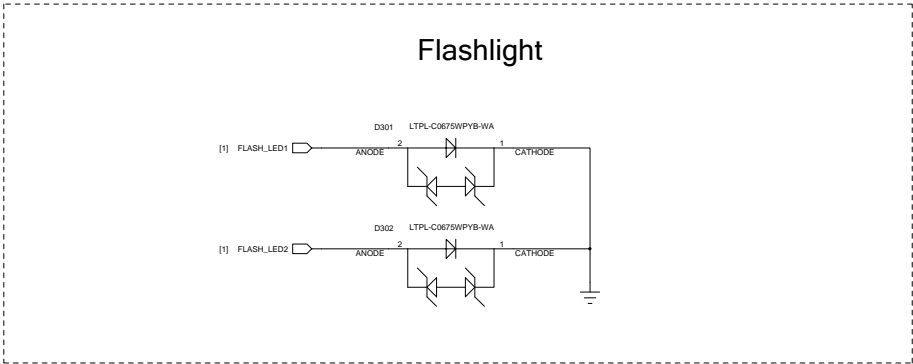 Flashlight
D301 LTPL-C0675WPYB-WA
[1] FLASH_LED1 2 1
ANODE CATHODE
D302 LTPL-C0675WPYB-WA
[1] FLASH_LED2 2 1
ANODE CATHODE